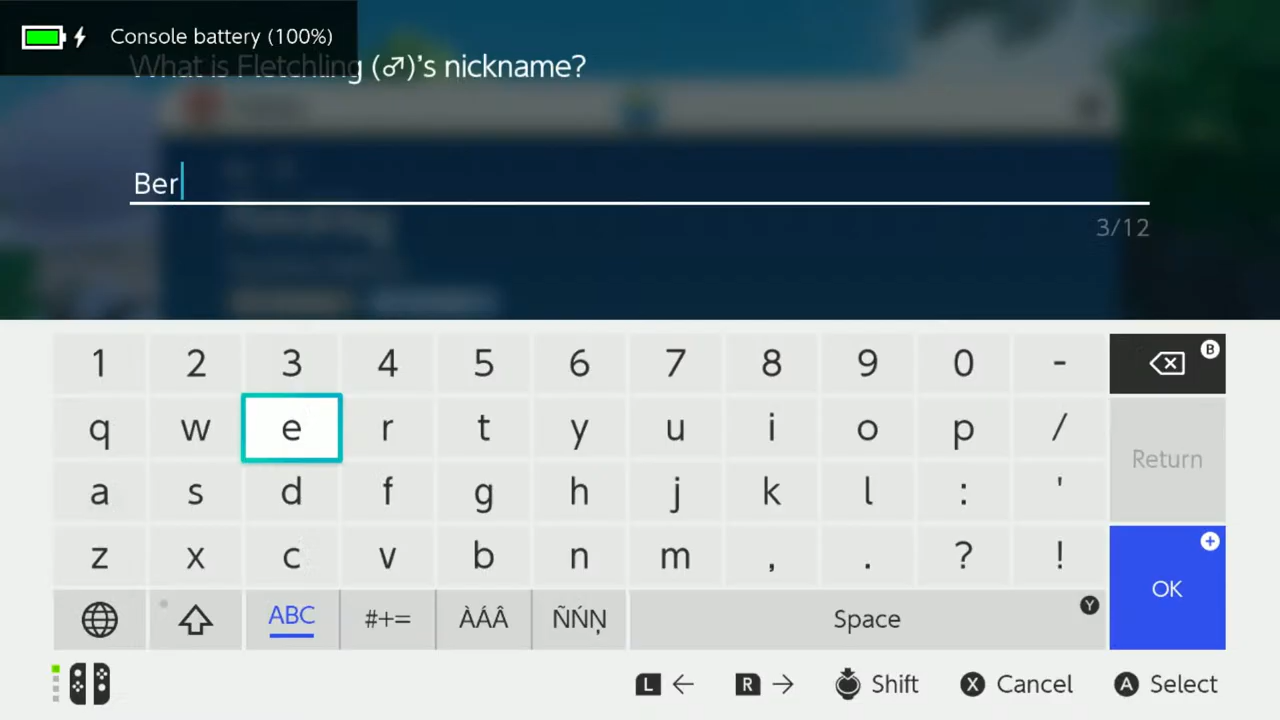 Console battery (100%)
What is Fletchling (♂)'s nickname?
Ber
3/12
1 2 3 4 5 6 7 8 9 0 -
B
q w e r t y u i o p /
Return
a s d f g h j k l : '
z x c v b n m , . ? !
+
OK
ABC #+= ÀÁÂ ÑŃŅ Space
Y
L ← R → Shift X Cancel A Select